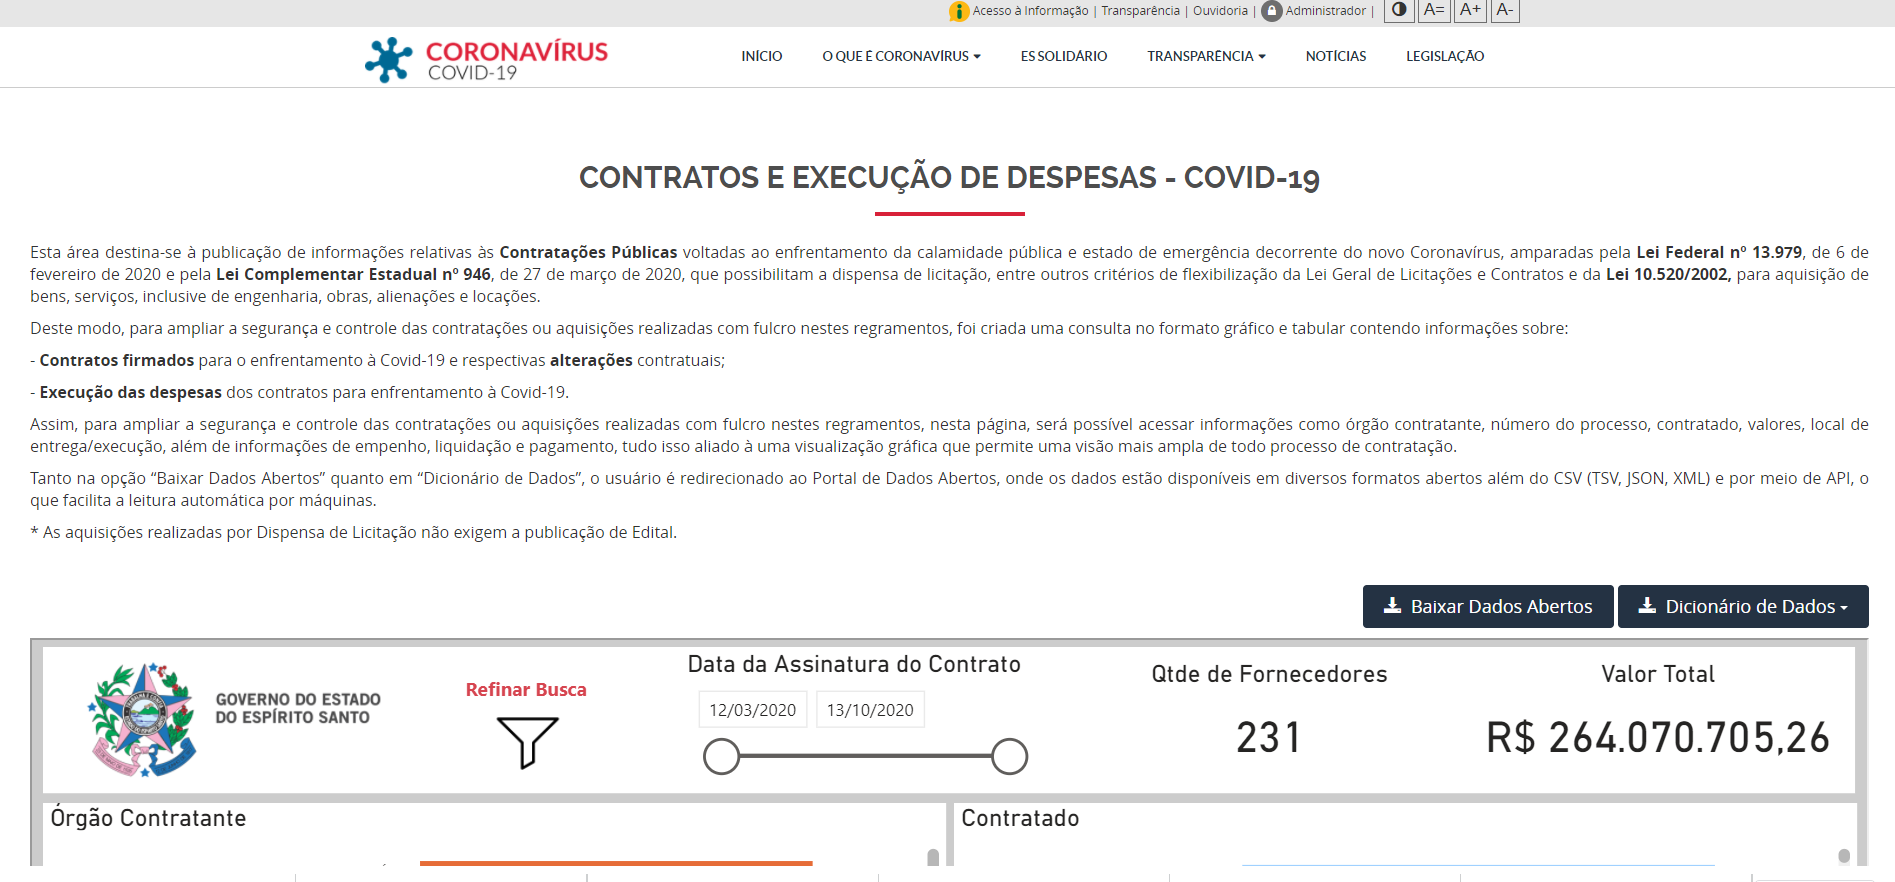 Acesso à Informação | Transparência | Ouvidoria | Administrador | A= A+ A-
CORONAVÍRUS
COVID-19
INÍCIO O QUE É CORONAVÍRUS ES SOLIDÁRIO TRANSPARÊNCIA NOTÍCIAS LEGISLAÇÃO
CONTRATOS E EXECUÇÃO DE DESPESAS - COVID-19
Esta área destina-se à publicação de informações relativas às Contratações Públicas voltadas ao enfrentamento da calamidade pública e estado de emergência decorrente do novo Coronavírus, amparadas pela Lei Federal nº 13.979, de 6 de
fevereiro de 2020 e pela Lei Complementar Estadual nº 946, de 27 de março de 2020, que possibilitam a dispensa de licitação, entre outros critérios de flexibilização da Lei Geral de Licitações e Contratos e da Lei 10.520/2002, para aquisição de
bens, serviços, inclusive de engenharia, obras, alienações e locações.
Deste modo, para ampliar a segurança e controle das contratações ou aquisições realizadas com fulcro nestes regramentos, foi criada uma consulta no formato gráfico e tabular contendo informações sobre:
- Contratos firmados para o enfrentamento à Covid-19 e respectivas alterações contratuais;
- Execução das despesas dos contratos para enfrentamento à Covid-19.
Assim, para ampliar a segurança e controle das contratações ou aquisições realizadas com fulcro nestes regramentos, nesta página, será possível acessar informações como órgão contratante, número do processo, contratado, valores, local de
entrega/execução, além de informações de empenho, liquidação e pagamento, tudo isso aliado à uma visualização gráfica que permite uma visão mais ampla de todo processo de contratação.
Tanto na opção “Baixar Dados Abertos” quanto em “Dicionário de Dados”, o usuário é redirecionado ao Portal de Dados Abertos, onde os dados estão disponíveis em diversos formatos abertos além do CSV (TSV, JSON, XML) e por meio de API, o
que facilita a leitura automática por máquinas.
* As aquisições realizadas por Dispensa de Licitação não exigem a publicação de Edital.
Baixar Dados Abertos Dicionário de Dados
GOVERNO DO ESTADO
DO ESPÍRITO SANTO
Refinar Busca
Data da Assinatura do Contrato
12/03/2020 13/10/2020
Qtde de Fornecedores
231
Valor Total
R$ 264.070.705,26
Órgão Contratante
Contratado